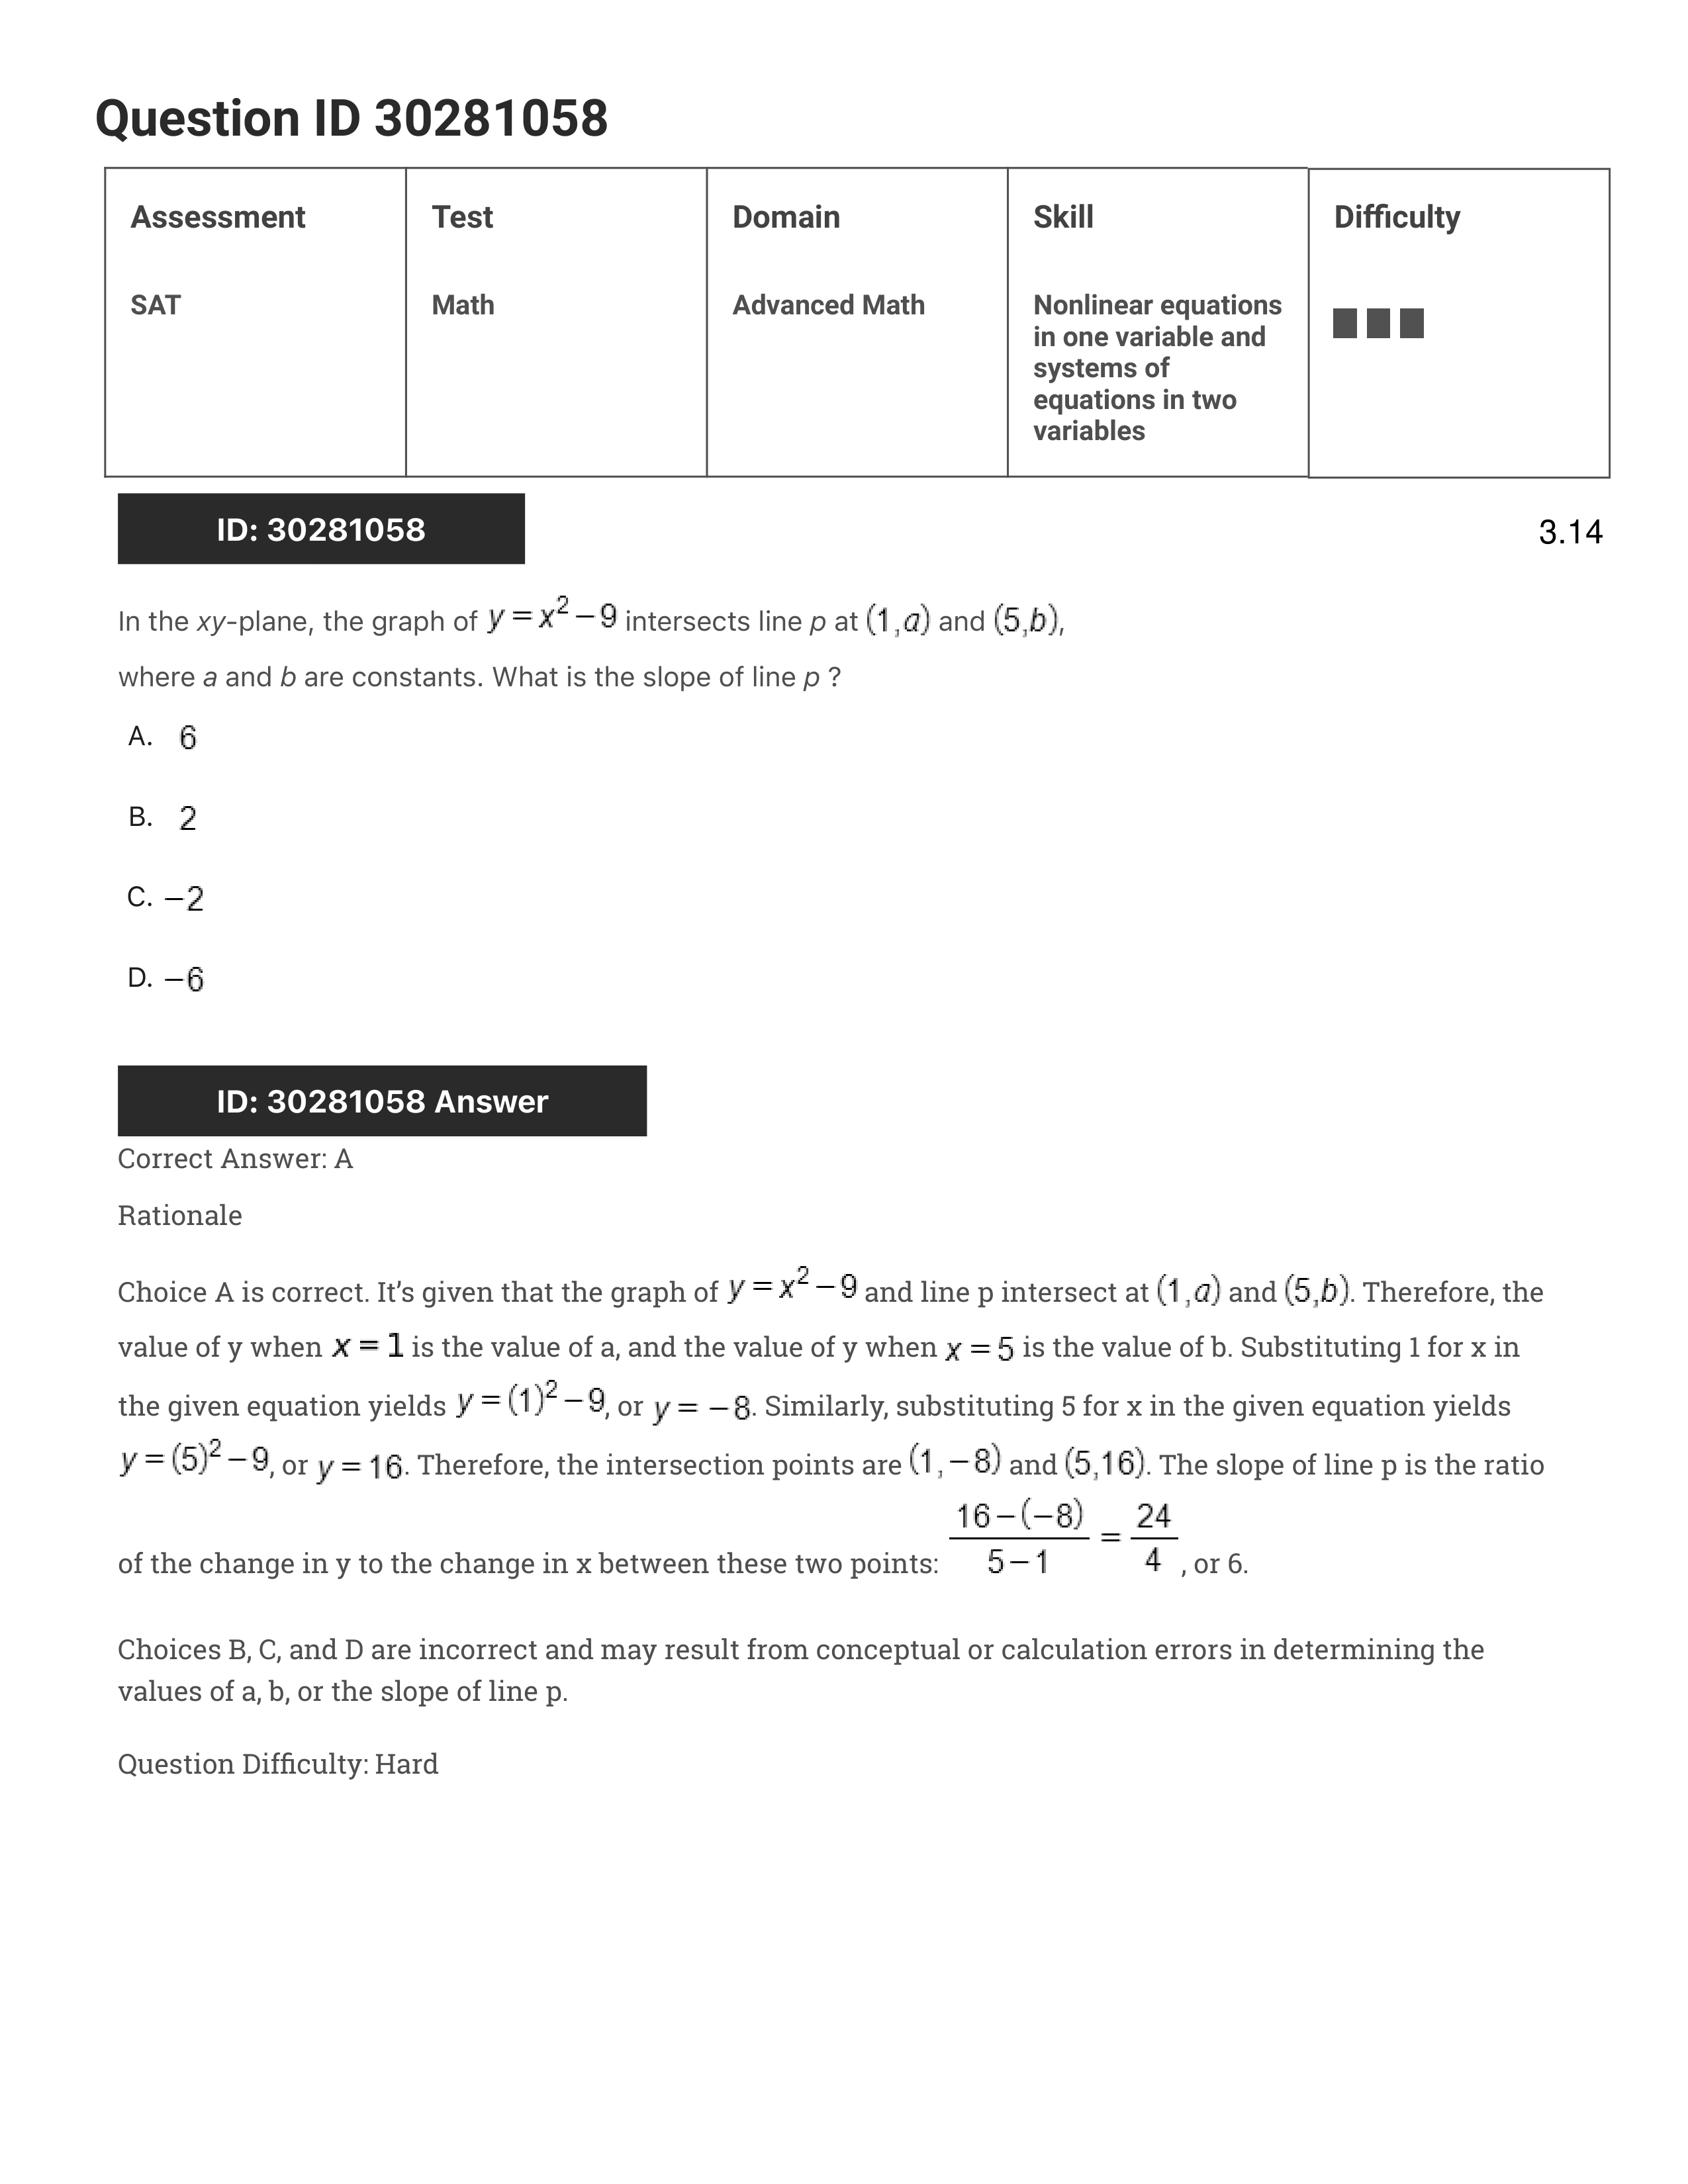 Question ID 30281058
Assessment Test Domain Skill Difficulty
SAT Math Advanced Math Nonlinear equations
in one variable and
systems of
equations in two
variables
ID: 30281058 3.14
In the xy-plane, the graph of y = x² − 9 intersects line p at (1,a) and (5,b),
where a and b are constants. What is the slope of line p ?
A. 6
B. 2
C. −2
D. −6
ID: 30281058 Answer
Correct Answer: A
Rationale
Choice A is correct. It’s given that the graph of y = x² − 9 and line p intersect at (1,a) and (5,b). Therefore, the
value of y when x = 1 is the value of a, and the value of y when x = 5 is the value of b. Substituting 1 for x in
the given equation yields y = (1)² − 9, or y = −8. Similarly, substituting 5 for x in the given equation yields
y = (5)² − 9, or y = 16. Therefore, the intersection points are (1,−8) and (5,16). The slope of line p is the ratio
of the change in y to the change in x between these two points: \frac{16−(−8)}{5−1} = \frac{24}{4}, or 6.
Choices B, C, and D are incorrect and may result from conceptual or calculation errors in determining the
values of a, b, or the slope of line p.
Question Difficulty: Hard